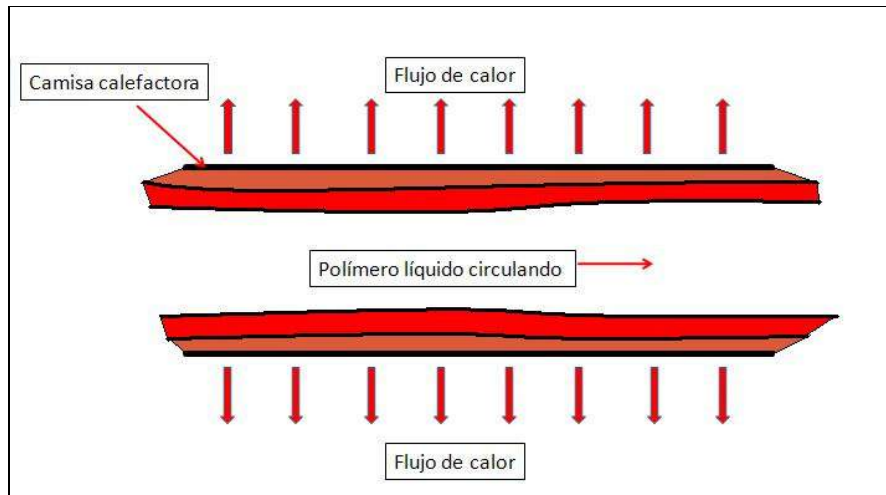 Flujo de calor
Camisa calefactora
Polímero líquido circulando
Flujo de calor